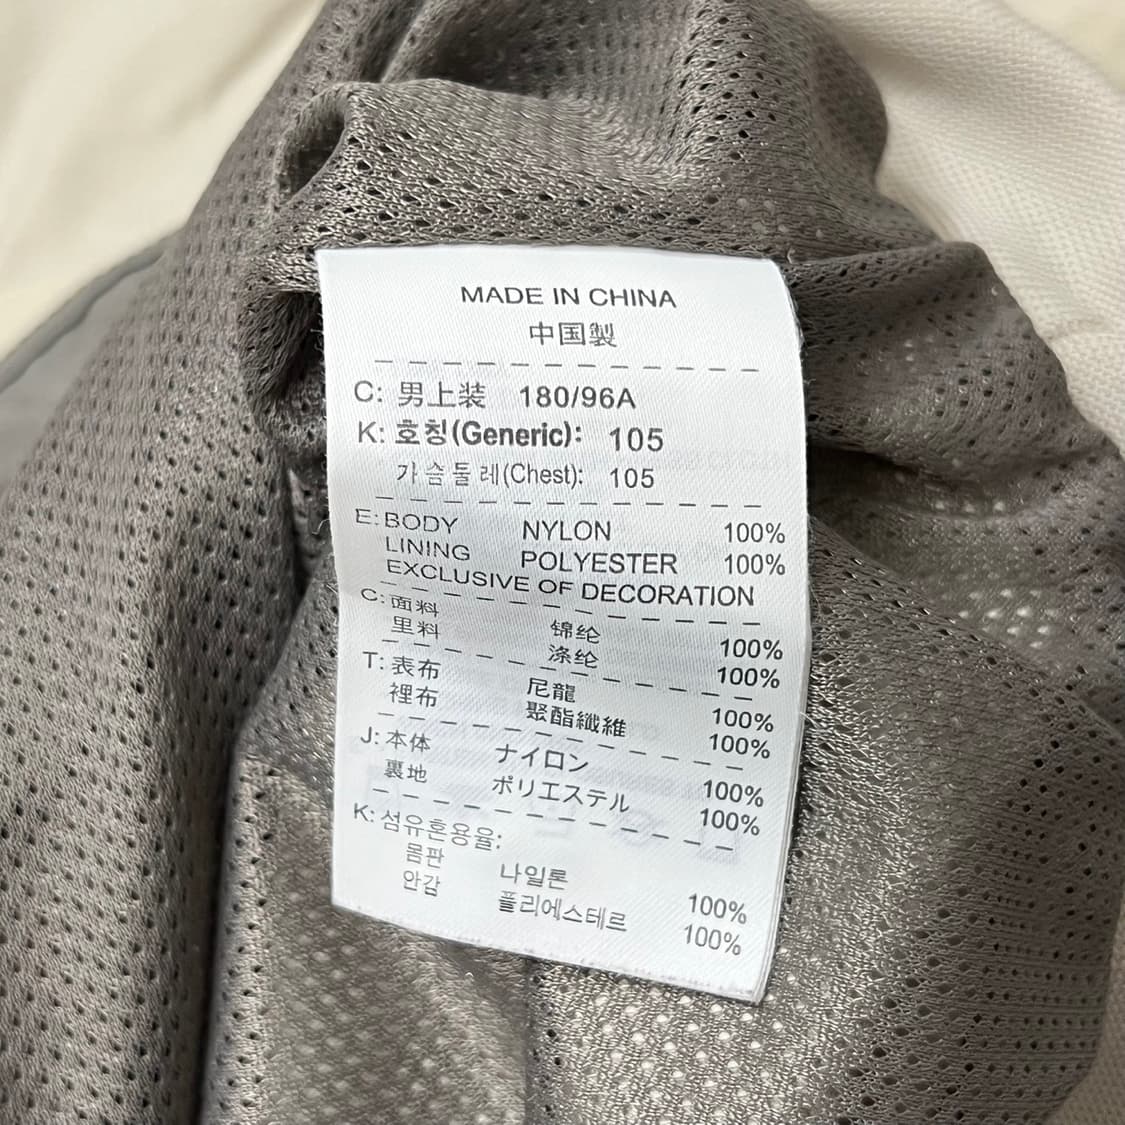 MADE IN CHINA
中国製
C: 男上装 180/96A
K: 호칭(Generic): 105
가슴둘레(Chest): 105
E: BODY NYLON 100%
LINING POLYESTER 100%
EXCLUSIVE OF DECORATION
C: 面料 锦纶 100%
里料 涤纶 100%
T: 表布 尼龍 100%
裡布 聚酯纖維 100%
J: 本体 ナイロン 100%
裏地 ポリエステル 100%
K: 섬유혼용율:
몸판 나일론 100%
안감 폴리에스테르 100%